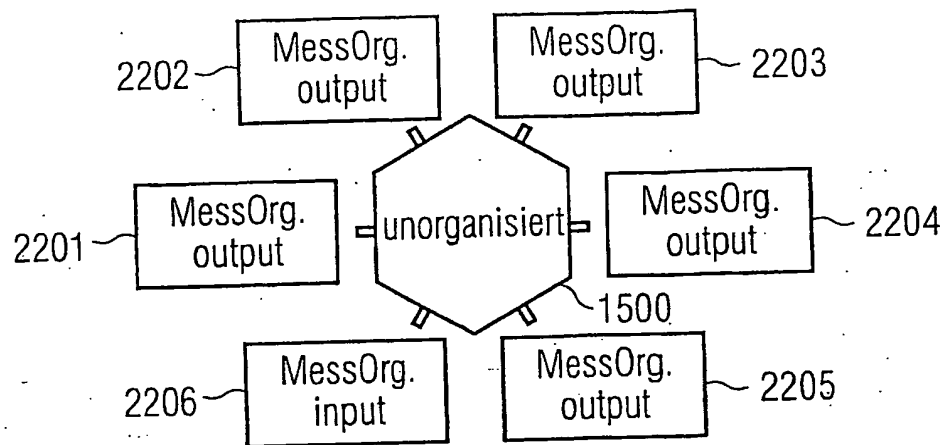 MessOrg.
output
2202
MessOrg.
output
2203
MessOrg.
output
2201
unorganisiert
MessOrg.
output
2204
1500
MessOrg.
input
2206
MessOrg.
output
2205